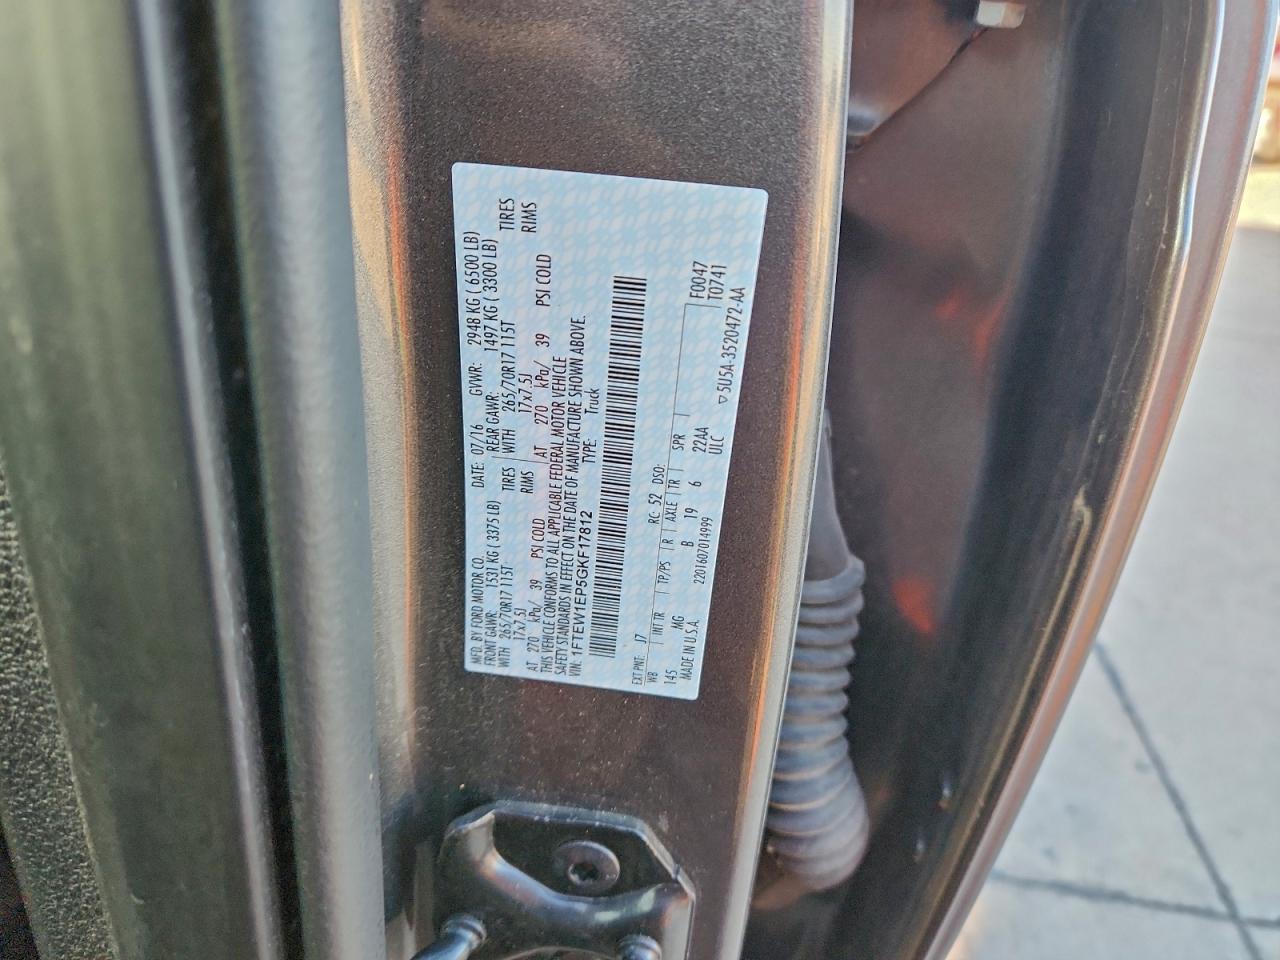 MFD. BY FORD MOTOR CO.
DATE: 07/16 GVWR: 2948 KG ( 6500 LB)
FRONT GAWR: 1531 KG ( 3375 LB) REAR GAWR: 1497 KG ( 3300 LB)
WITH 265/70R17 115T TIRES WITH 265/70R17 115T TIRES
17x7.5J RIMS 17x7.5J RIMS
AT 270 kPa/ 39 PSI COLD AT 270 kPa/ 39 PSI COLD
THIS VEHICLE CONFORMS TO ALL APPLICABLE FEDERAL MOTOR VEHICLE
SAFETY STANDARDS IN EFFECT ON THE DATE OF MANUFACTURE SHOWN ABOVE.
VIN: 1FTEW1EP5GKF17812 TYPE: Truck
EXT PNT: J7 RC: 52 DSO: F0047
WB INT TR TP/PS R AXLE TR SPR T0741
145 MG B 19 6 22AA
MADE IN U.S.A. 2201607014999 ULC 5U5A-3520472-AA